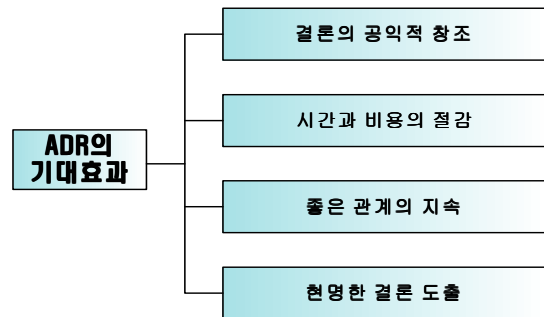 결론의 공익적 창조
시간과 비용의 절감
ADR의
기대효과
좋은 관계의 지속
현명한 결론 도출